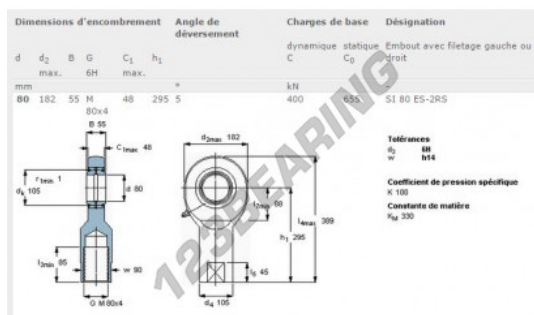 Dimensions d'encombrement Angle de déversement Charges de base Désignation
dynamique statique Embout avec filetage gauche ou droit
d d2 B G C1 h1 C C0
max. 6H max.
mm ° kN -
80 182 55 M 80x4 48 295 5 400 655 SI 80 ES-2RS
B 55
C1max. 48
d2max 182
r1min. 1
dk 105
d 80
l2min 88
l4max 389
h1 295
l3min 85
w 90
l5 45
G M 80x4
d4 105
Tolérances
d2 6H
w h14
Coefficient de pression spécifique
K 100
Constante de matière
KM 330
123BEARING